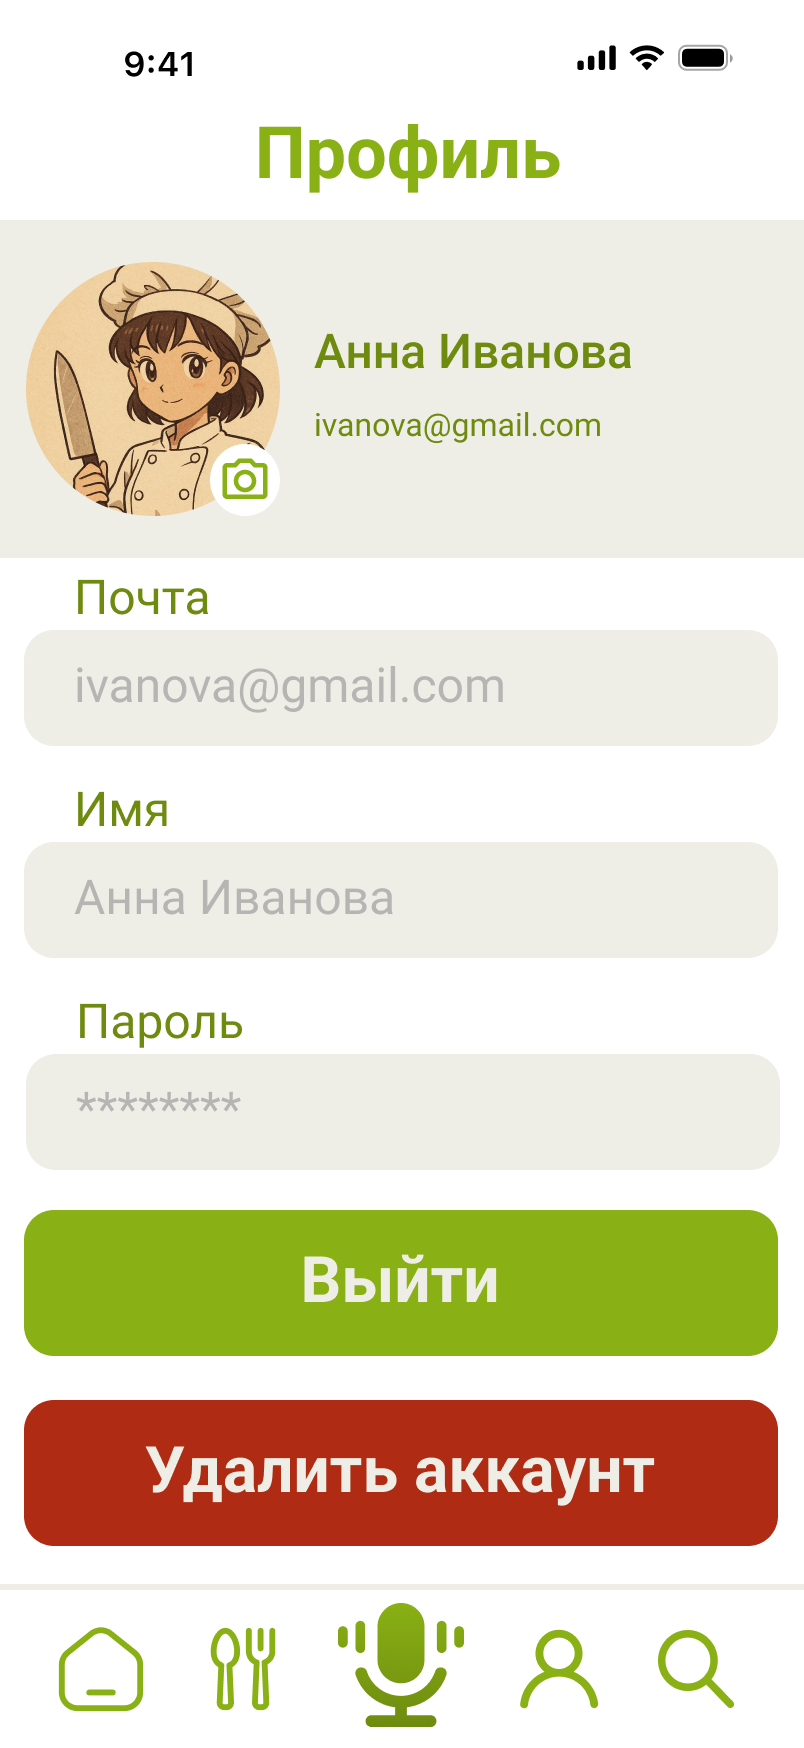 9:41
Профиль
Анна Иванова
ivanova@gmail.com
Почта
ivanova@gmail.com
Имя
Анна Иванова
Пароль
********
Выйти
Удалить аккаунт